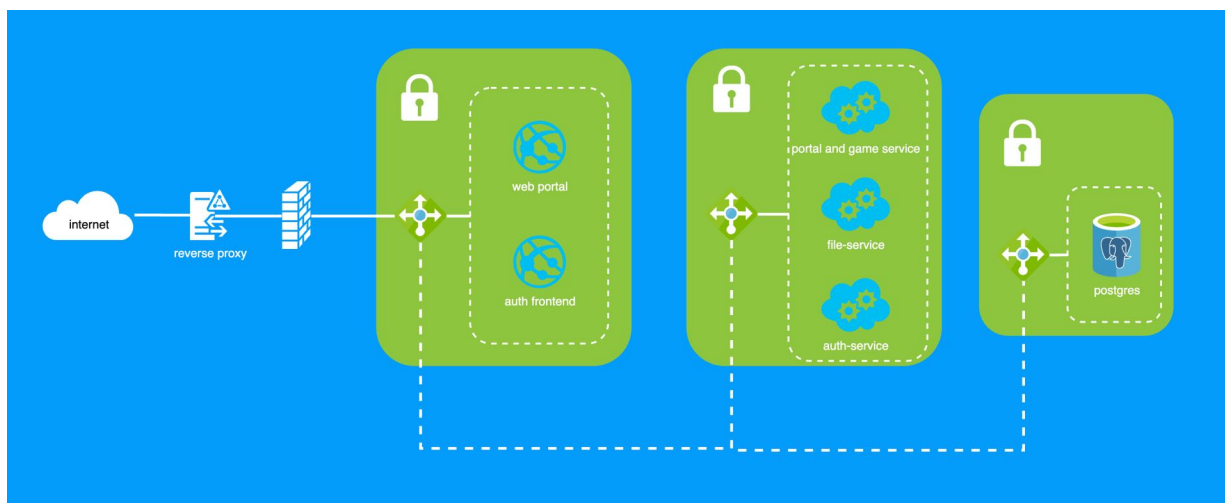 internet
reverse proxy
web portal
auth frontend
portal and game service
file-service
auth-service
postgres